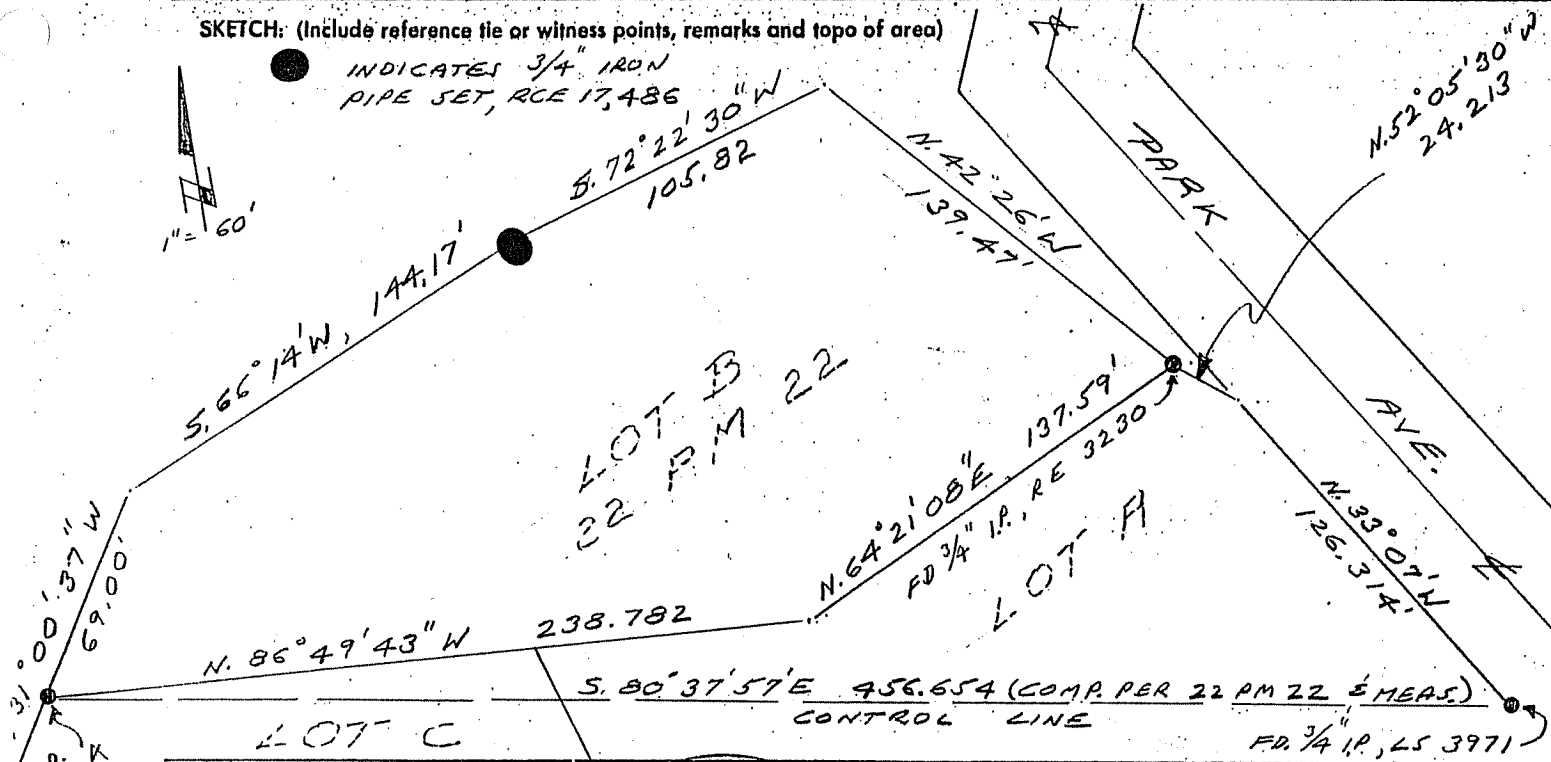 SKETCH: (Include reference tie or witness points, remarks and topo of area)
INDICATES 3/4" IRON
PIPE SET, RCE 17,486
1" = 60'
S. 72° 22' 30" W
105.82
N. 42° 26' W
139.47'
PARK
AVE.
N. 52° 05' 30" W
24.213
S. 66° 14' W, 144.17'
LOT B
22 PM 22
N. 64° 21' 08" E 137.59'
FD 3/4" I.P., RE 3230
LOT A
N. 33° 07' W
126.314'
31° 00' 37" W
69.00'
N. 86° 49' 43" W 238.782
S. 80° 37' 57" E 456.654 (COMP. PER 22 PM 22 & MEAS.)
CONTROL LINE
LOT C
FD. 3/4" I.P., LS 3971